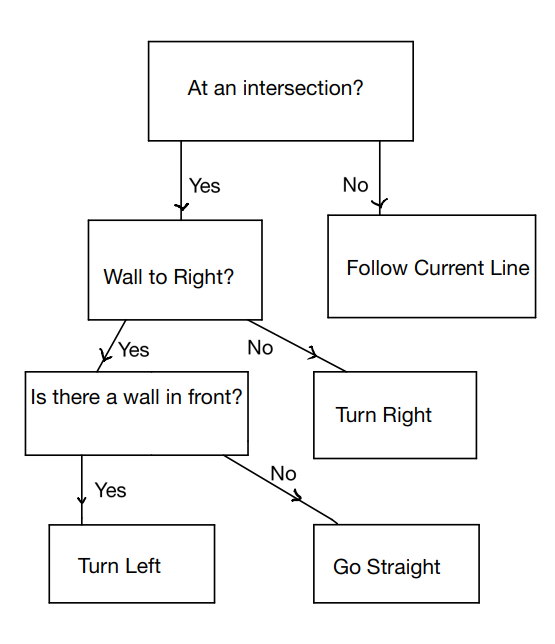 At an intersection?
Yes
No
Wall to Right?
Follow Current Line
Yes
No
Is there a wall in front?
Turn Right
Yes
No
Turn Left
Go Straight